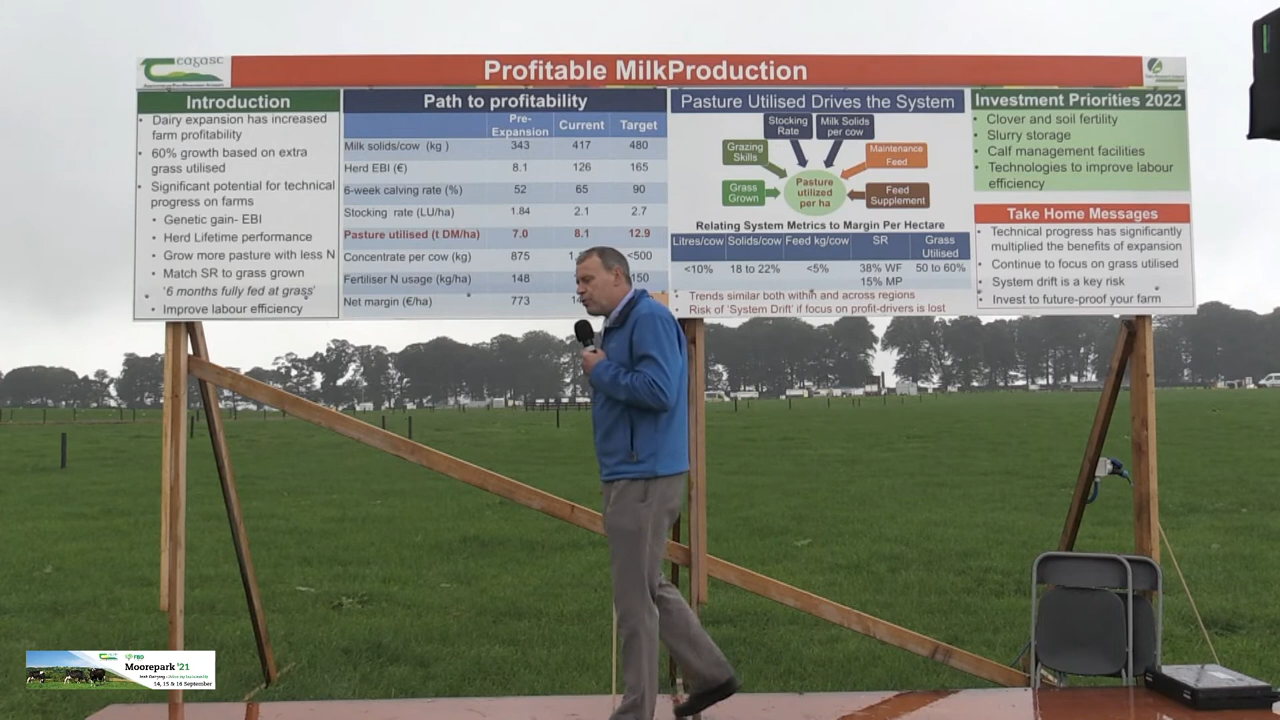 eagasc
Profitable MilkProduction
Introduction
• Dairy expansion has increased
farm profitability
• 60% growth based on extra
grass utilised
• Significant potential for technical
progress on farms
• Genetic gain- EBI
• Herd Lifetime performance
• Grow more pasture with less N
• Match SR to grass grown
• '6 months fully fed at grass'
• Improve labour efficiency
Path to profitability
Pre-Expansion Current Target
Milk solids/cow (kg ) 343 417 480
Herd EBI (€) 8.1 126 165
6-week calving rate (%) 52 65 90
Stocking rate (LU/ha) 1.84 2.1 2.7
Pasture utilised (t DM/ha) 7.0 8.1 12.9
Concentrate per cow (kg) 875 <500
Fertiliser N usage (kg/ha) 148 150
Net margin (€/ha) 773
Pasture Utilised Drives the System
Stocking
Rate
Milk Solids
per cow
Grazing
Skills
Maintenance
Feed
Grass
Grown
Pasture
utilized
per ha
Feed
Supplement
Relating System Metrics to Margin Per Hectare
Litres/cow Solids/cow Feed kg/cow SR Grass Utilised
<10% 18 to 22% <5% 38% WF 50 to 60%
15% MP
• Trends similar both within and across regions
Risk of 'System Drift' if focus on profit-drivers is lost
Investment Priorities 2022
• Clover and soil fertility
• Slurry storage
• Calf management facilities
• Technologies to improve labour
efficiency
Take Home Messages
• Technical progress has significantly
multiplied the benefits of expansion
• Continue to focus on grass utilised
• System drift is a key risk
• Invest to future-proof your farm
FBD
Moorepark '21
14, 15 & 16 September